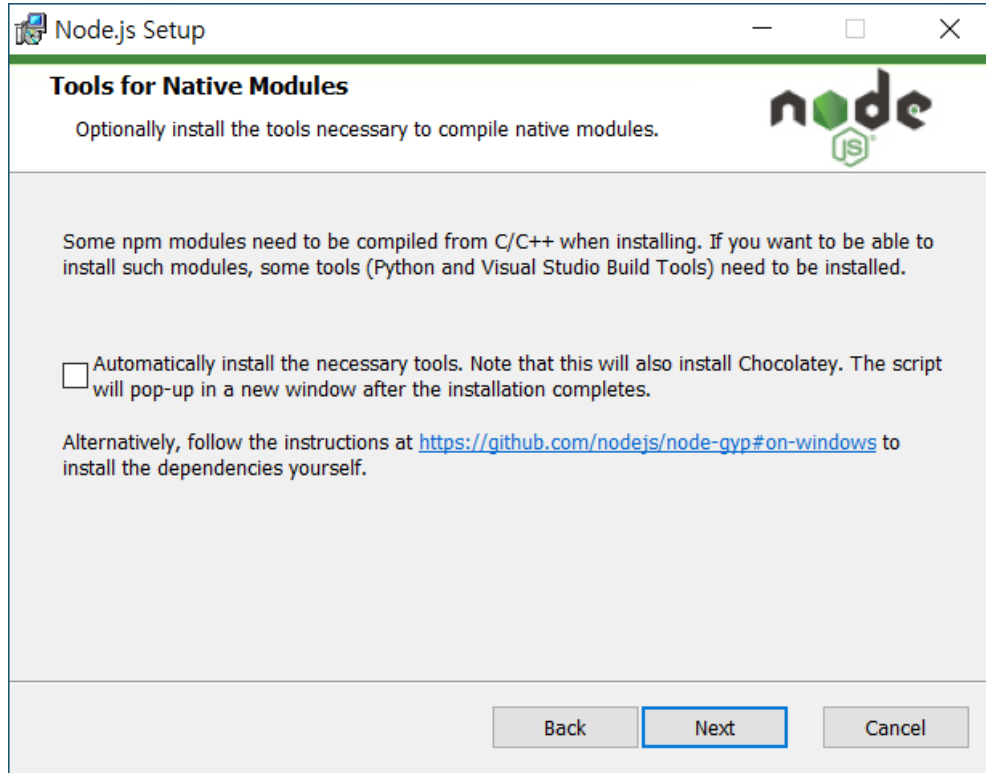 Node.js Setup
Tools for Native Modules
Optionally install the tools necessary to compile native modules.
node
JS
Some npm modules need to be compiled from C/C++ when installing. If you want to be able to
install such modules, some tools (Python and Visual Studio Build Tools) need to be installed.
Automatically install the necessary tools. Note that this will also install Chocolatey. The script
will pop-up in a new window after the installation completes.
Alternatively, follow the instructions at https://github.com/nodejs/node-gyp#on-windows to
install the dependencies yourself.
Back Next Cancel